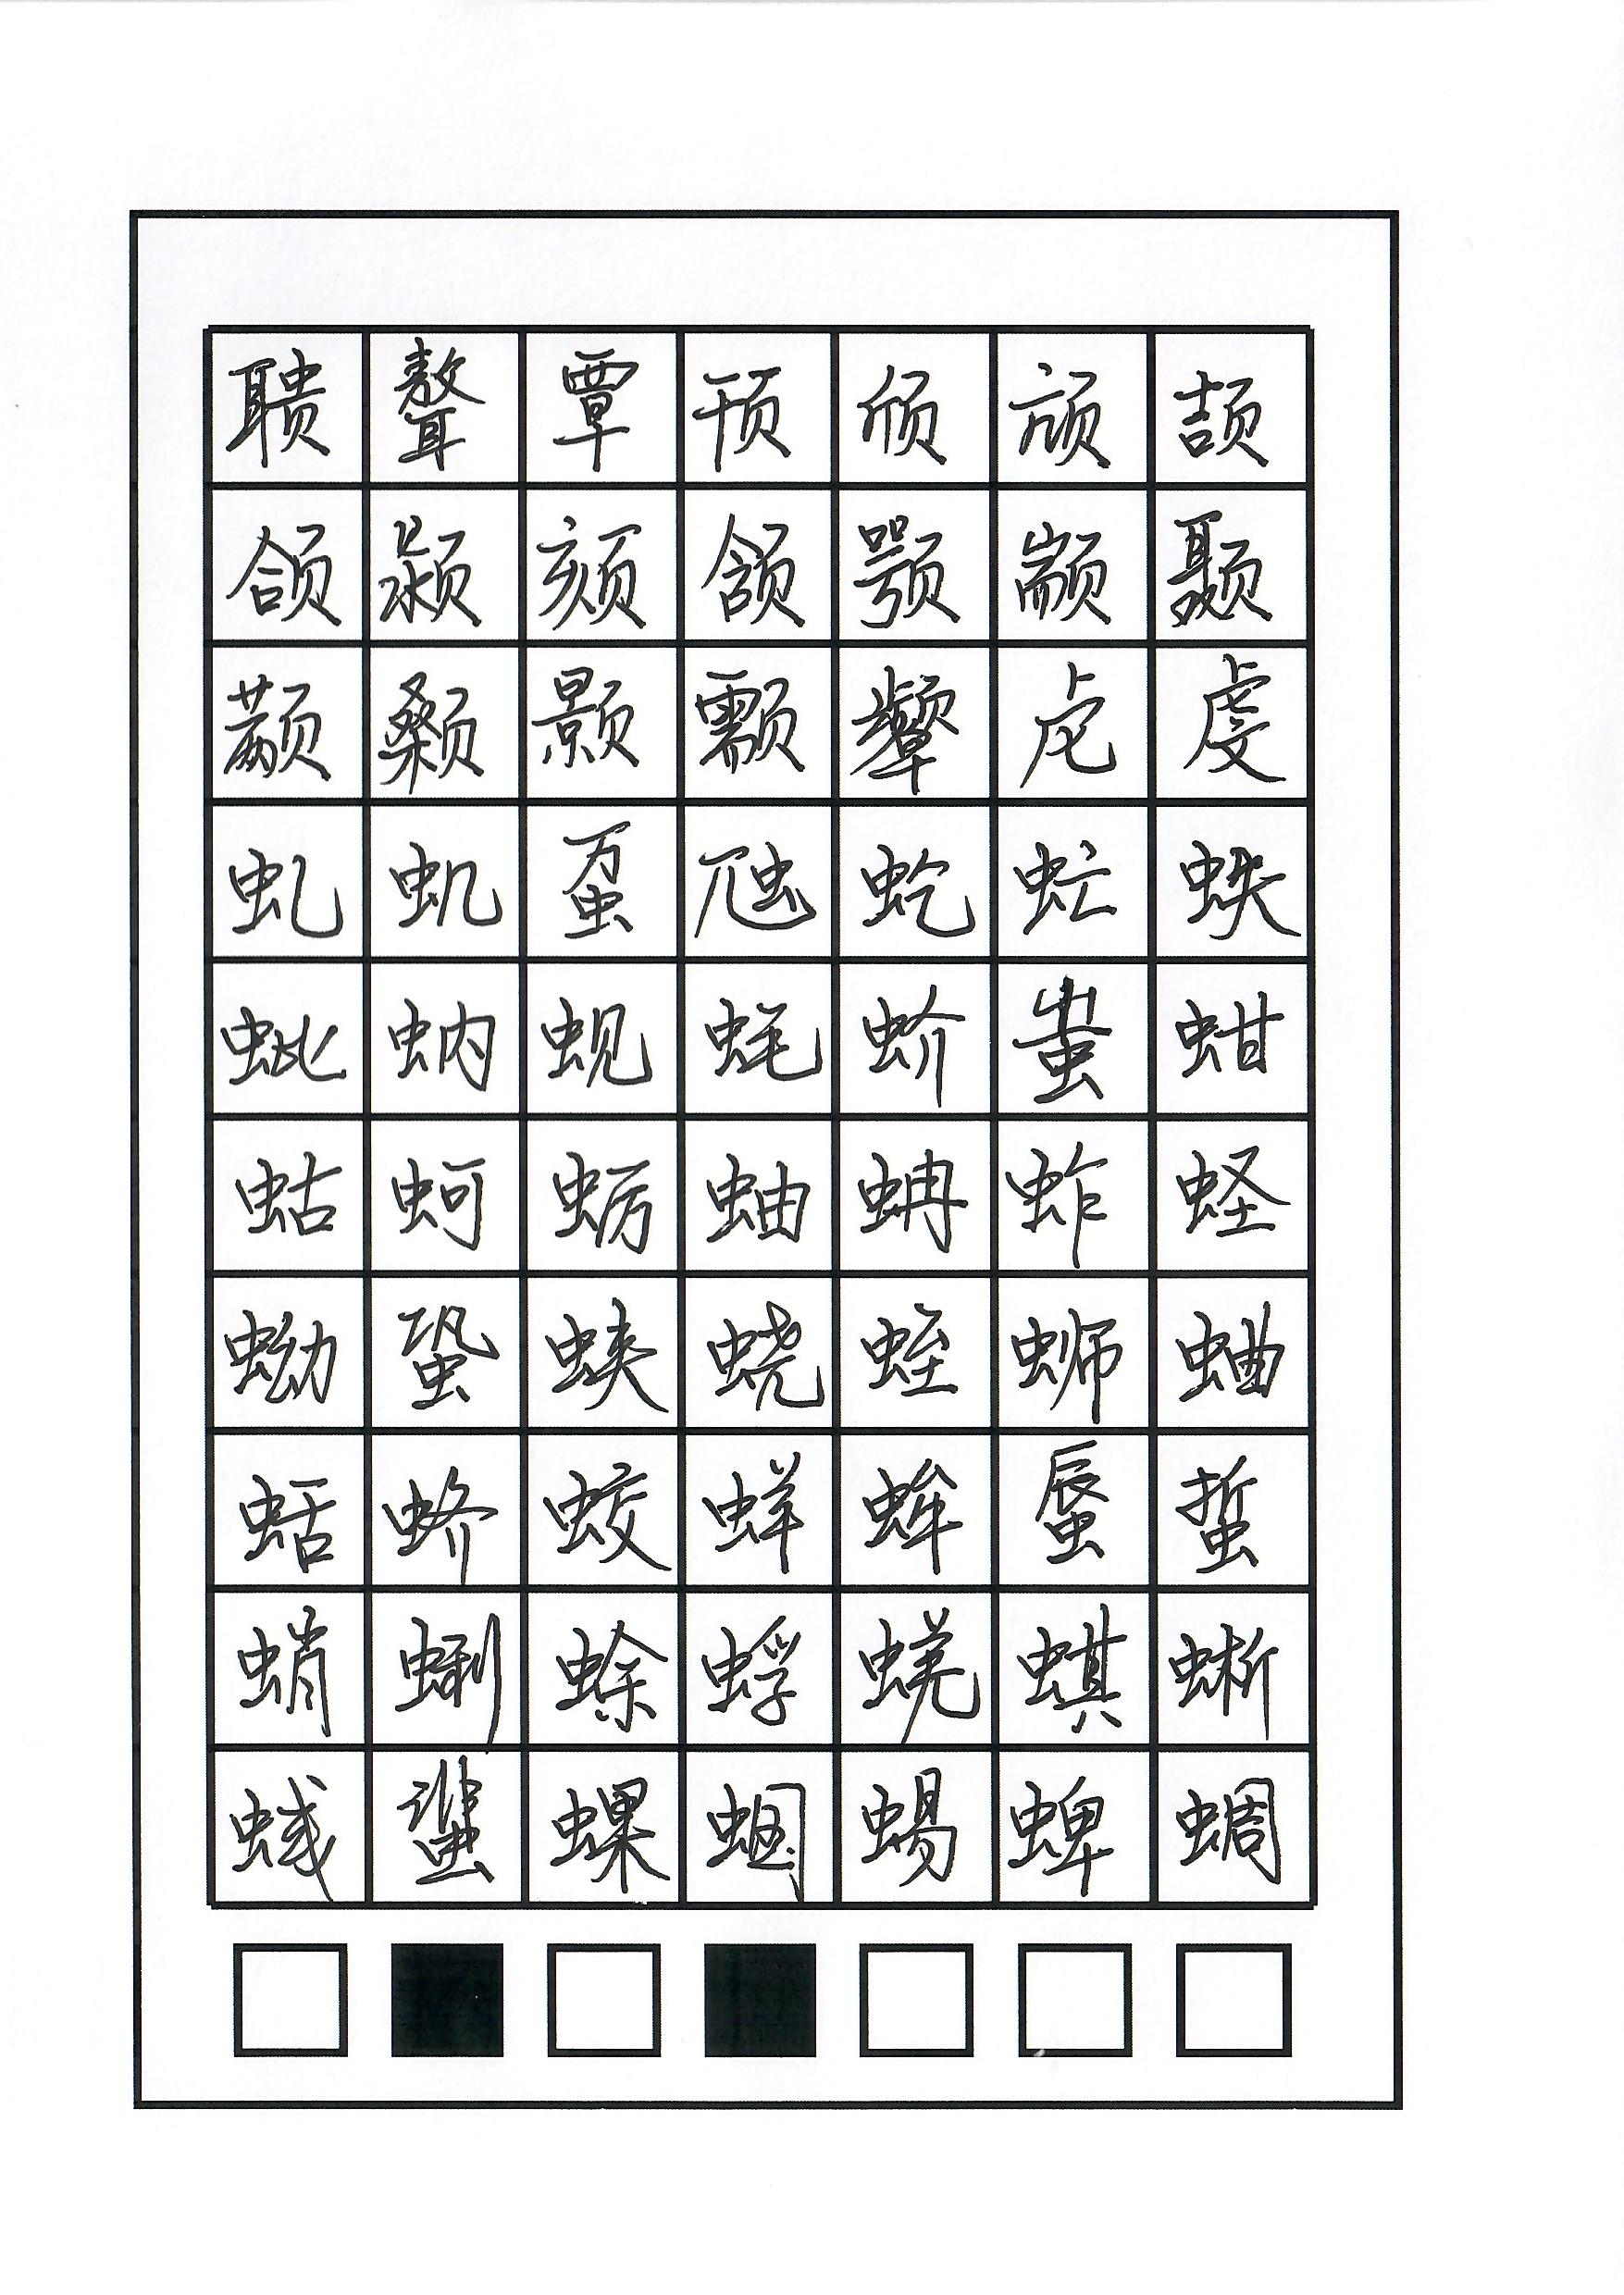 聩聱覃顸颀颃颉
颌颍颏颔颚颛颞
颟颡颢颥颦虍虔
虬虮虿虺虼虻蚨
蚍蚋蚬蚝蚧蚩蚶
蛄蚵蛎蚰蚺蚱蛏
蚴蛩蛱蛲蛭蛳蛐
蛞蛴蛟蛘蛑蜃蜇
蛸蜊蜍蜉蜣蜞蜥
蜮蜚蜾蝈蜴蜱蜩